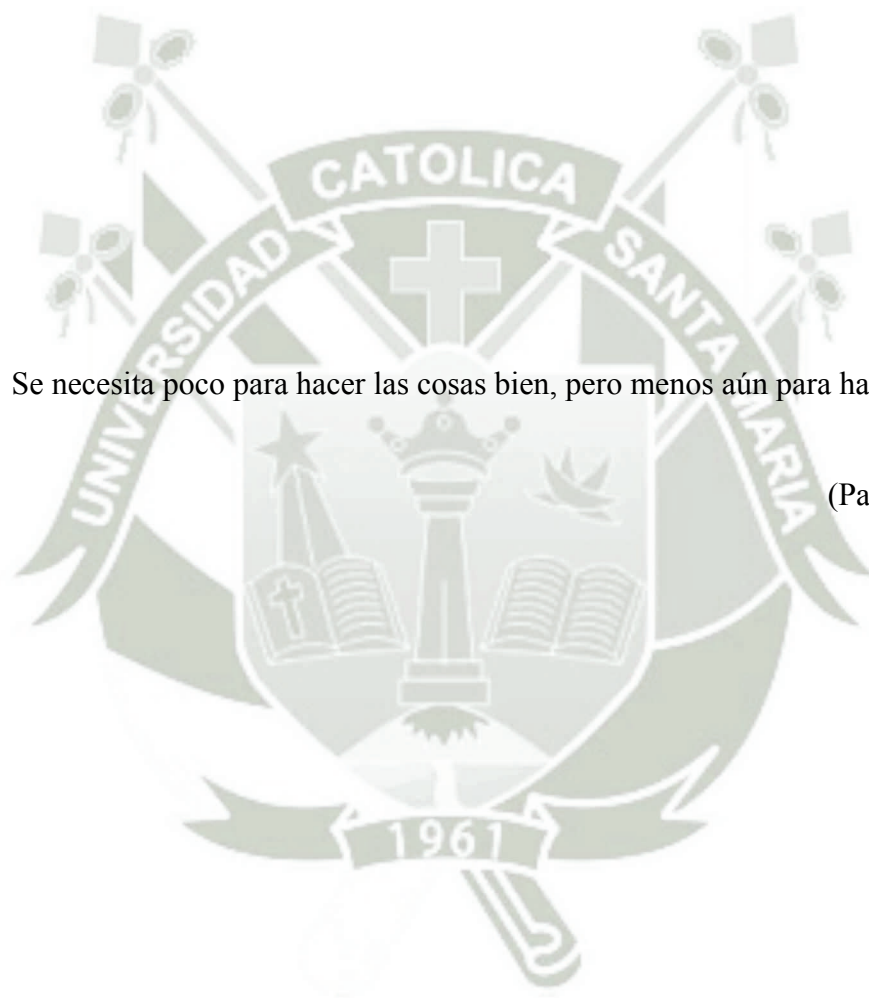 CATOLICA
UNIVERSIDAD
SANTA MARIA
Se necesita poco para hacer las cosas bien, pero menos aún para ha
(Pa
1961